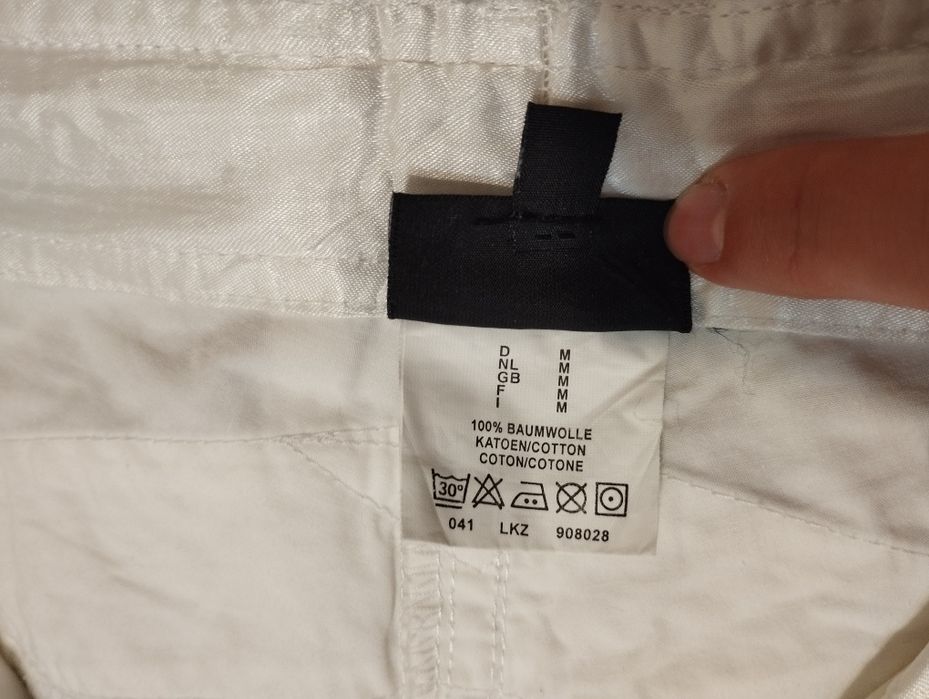 D M
NL M
GB M
F M
I M
100% BAUMWOLLE
KATOEN/COTTON
COTON/COTONE
30°
041 LKZ 908028